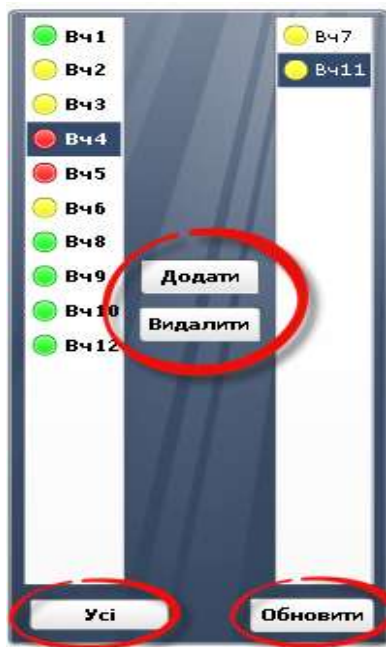 Вч1
Вч2
Вч3
Вч4
Вч5
Вч6
Вч8
Вч9
Вч10
Вч12
Додати
Видалити
Вч7
Вч11
Усі
Обновити